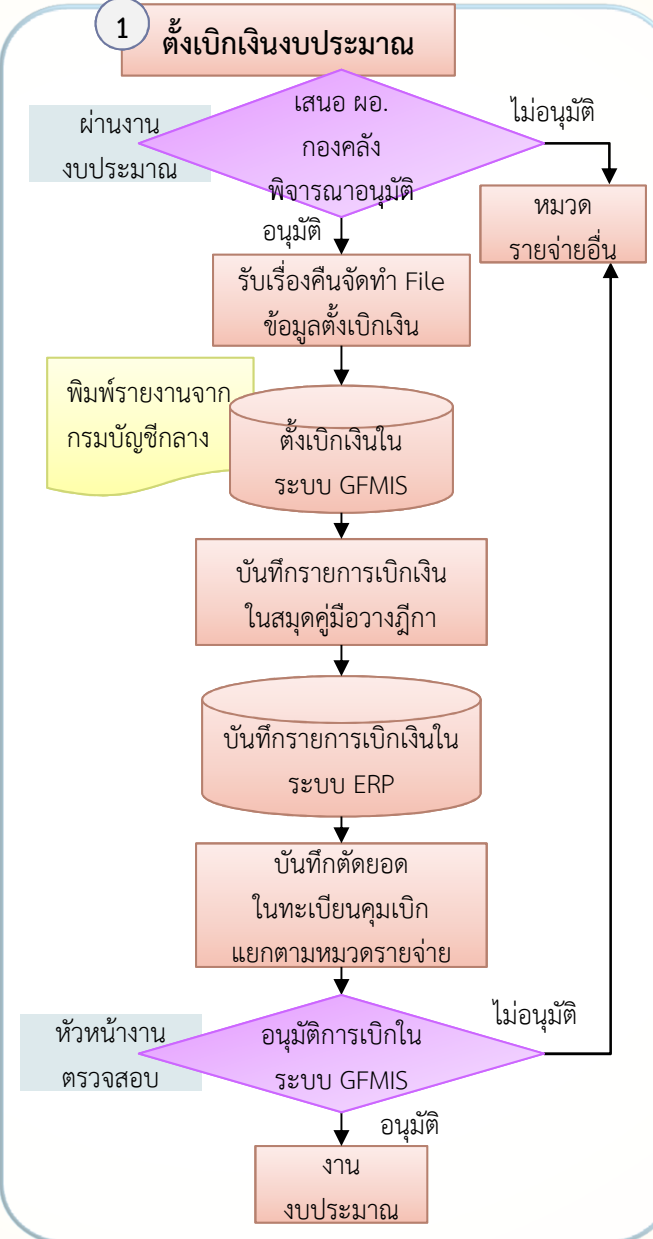 1
ตั้งเบิกเงินงบประมาณ
ผ่านงาน
งบประมาณ
เสนอ ผอ.
กองคลัง
พิจารณาอนุมัติ
ไม่อนุมัติ
หมวด
รายจ่ายอื่น
อนุมัติ
รับเรื่องคืนจัดทำ File
ข้อมูลตั้งเบิกเงิน
พิมพ์รายงานจาก
กรมบัญชีกลาง
ตั้งเบิกเงินใน
ระบบ GFMIS
บันทึกรายการเบิกเงิน
ในสมุดคู่มือวางฎีกา
บันทึกรายการเบิกเงินใน
ระบบ ERP
บันทึกตัดยอด
ในทะเบียนคุมเบิก
แยกตามหมวดรายจ่าย
หัวหน้างาน
ตรวจสอบ
อนุมัติการเบิกใน
ระบบ GFMIS
ไม่อนุมัติ
อนุมัติ
งาน
งบประมาณ